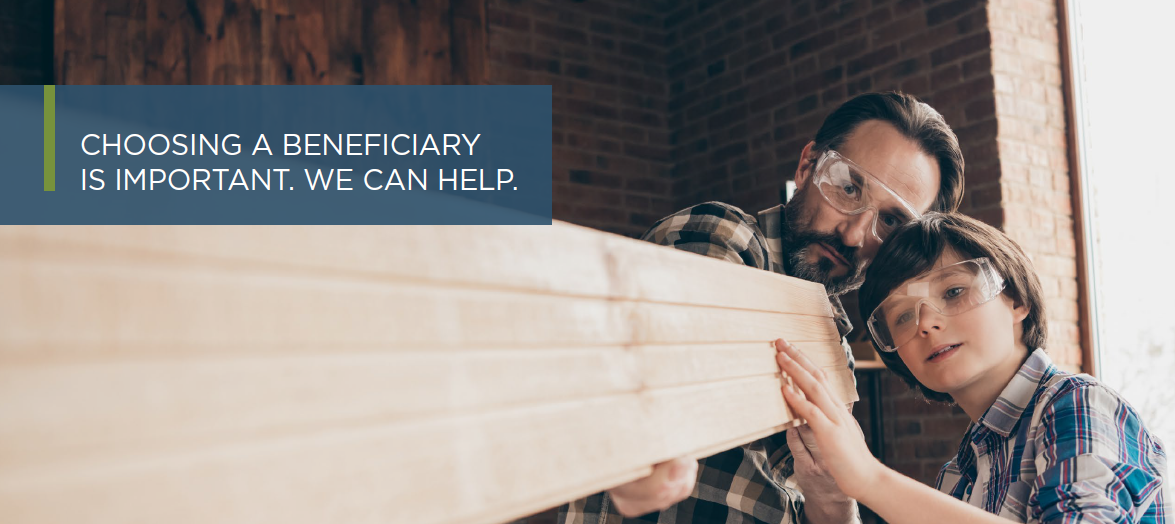 CHOOSING A BENEFICIARY
IS IMPORTANT. WE CAN HELP.